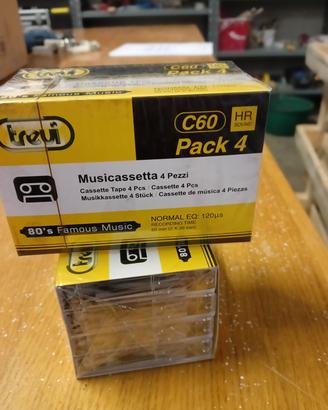 trevi
C60
HR
SOUND
Pack 4
Musicassetta 4 Pezzi
Cassette Tape 4 Pcs Cassette 4 Pcs
Musikkassette 4 Stück Cassette de música 4 Piezas
80's Famous Music
NORMAL EQ: 120µs
RECORDING TIME
trevi